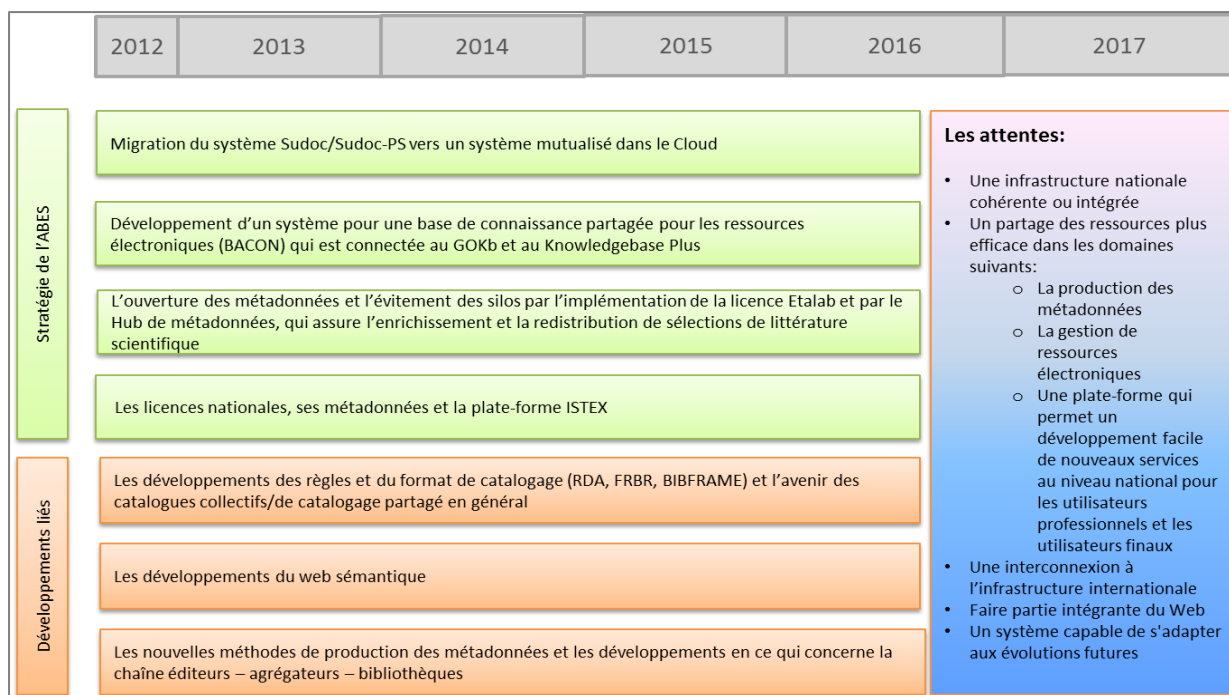 2012
2013
2014
2015
2016
2017
Stratégie de l'ABES
Migration du système Sudoc/Sudoc-PS vers un système mutualisé dans le Cloud
Développement d'un système pour une base de connaissance partagée pour les ressources
électroniques (BACON) qui est connectée au GOKb et au Knowledgebase Plus
L'ouverture des métadonnées et l'évitement des silos par l'implémentation de la licence Etalab et par le
Hub de métadonnées, qui assure l'enrichissement et la redistribution de sélections de littérature
scientifique
Les licences nationales, ses métadonnées et la plate-forme ISTEX
Développements liés
Les développements des règles et du format de catalogage (RDA, FRBR, BIBFRAME) et l'avenir des
catalogues collectifs/de catalogage partagé en général
Les développements du web sémantique
Les nouvelles méthodes de production des métadonnées et les développements en ce qui concerne la
chaîne éditeurs – agrégateurs – bibliothèques
Les attentes:
• Une infrastructure nationale
cohérente ou intégrée
• Un partage des ressources plus
efficace dans les domaines
suivants:
o La production des
métadonnées
o La gestion de
ressources
électroniques
o Une plate-forme qui
permet un
développement facile
de nouveaux services
au niveau national pour
les utilisateurs
professionnels et les
utilisateurs finaux
• Une interconnexion à
l'infrastructure internationale
• Faire partie intégrante du Web
• Un système capable de s'adapter
aux évolutions futures